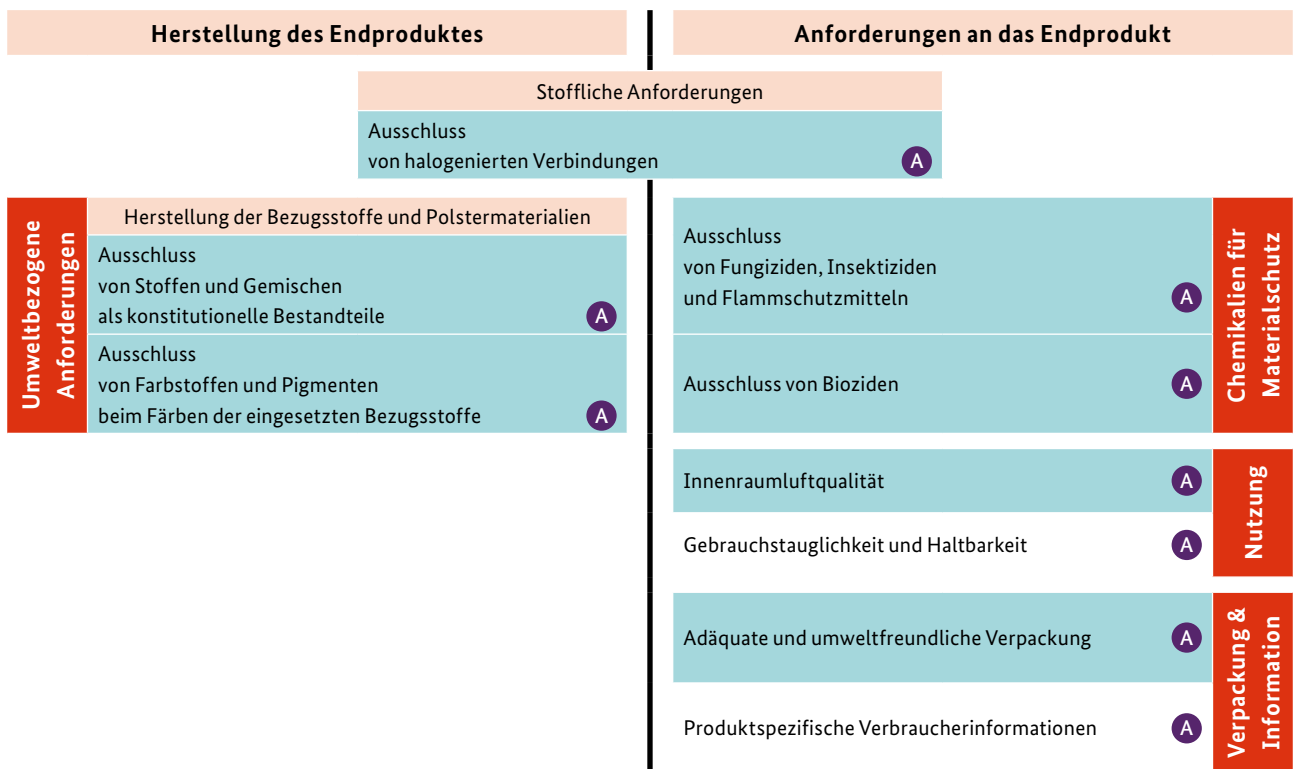 Herstellung des Endproduktes
Anforderungen an das Endprodukt
Stoffliche Anforderungen
Ausschluss
von halogenierten Verbindungen
A
Umweltbezogene
Anforderungen
Herstellung der Bezugsstoffe und Polstermaterialien
Ausschluss
von Stoffen und Gemischen
als konstitutionelle Bestandteile
A
Ausschluss
von Farbstoffen und Pigmenten
beim Färben der eingesetzten Bezugsstoffe
A
Ausschluss
von Fungiziden, Insektiziden
und Flammschutzmitteln
A
Ausschluss von Bioziden
A
Chemikalien für
Materialschutz
Innenraumluftqualität
A
Gebrauchstauglichkeit und Haltbarkeit
A
Nutzung
Adäquate und umweltfreundliche Verpackung
A
Produktspezifische Verbraucherinformationen
A
Verpackung &
Information